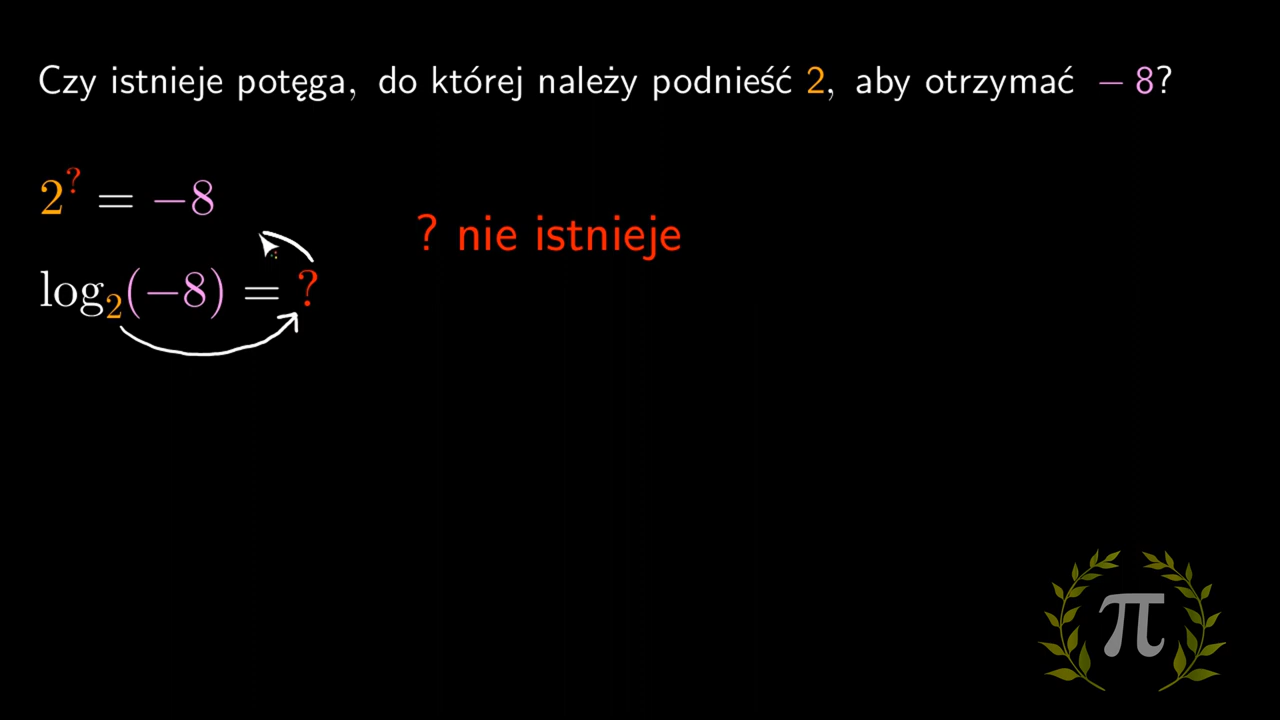 Czy istnieje potęga, do której należy podnieść 2, aby otrzymać − 8?
2^? = −8
? nie istnieje
log₂(−8) = ?
π